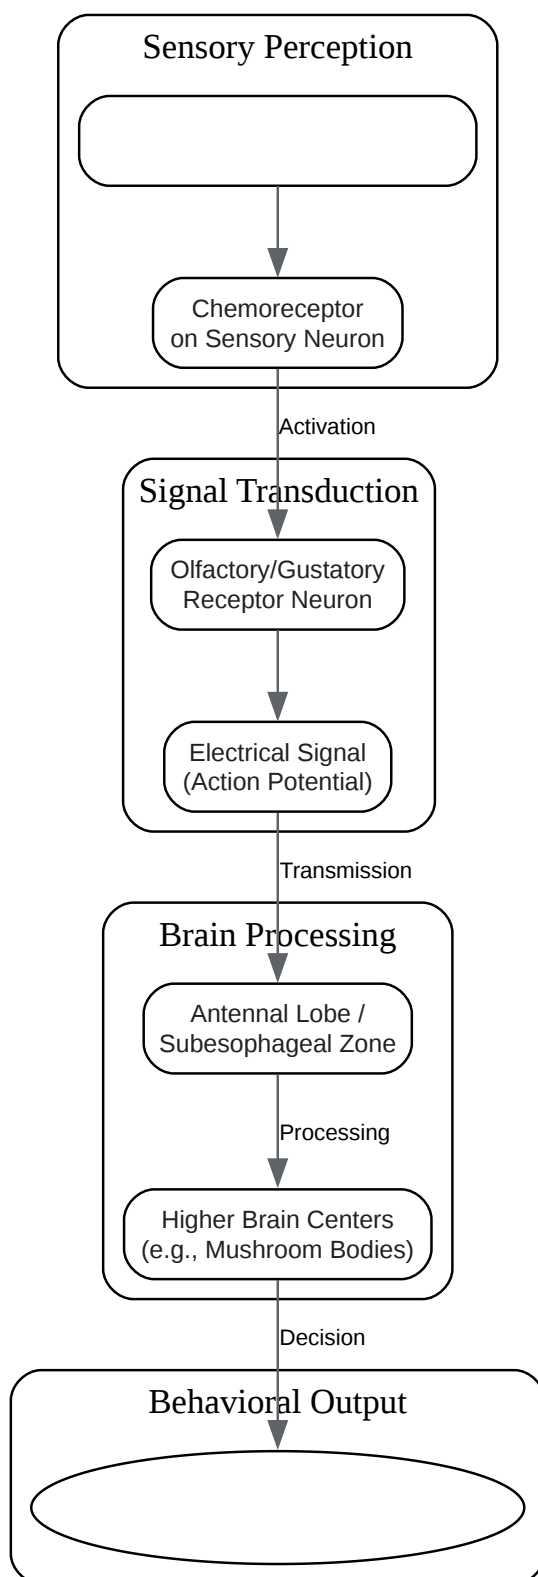 Sensory Perception
Chemoreceptor
on Sensory Neuron
Activation
Signal Transduction
Olfactory/Gustatory
Receptor Neuron
Electrical Signal
(Action Potential)
Transmission
Brain Processing
Antennal Lobe /
Subesophageal Zone
Processing
Higher Brain Centers
(e.g., Mushroom Bodies)
Decision
Behavioral Output